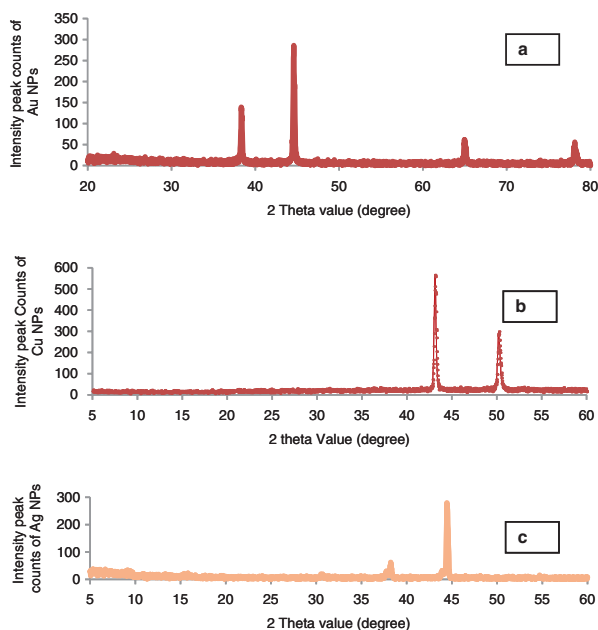 Intensity peak counts of
Au NPs
350
300
250
200
150
100
50
0
a
20 30 40 50 60 70 80
2 Theta value (degree)
Intensity peak Counts of
Cu NPs
600
500
400
300
200
100
0
b
5 10 15 20 25 30 35 40 45 50 55 60
2 theta Value (degree)
Intensity peak
counts of Ag NPs
300
200
100
0
c
5 10 15 20 25 30 35 40 45 50 55 60
2 Theta value (degree)